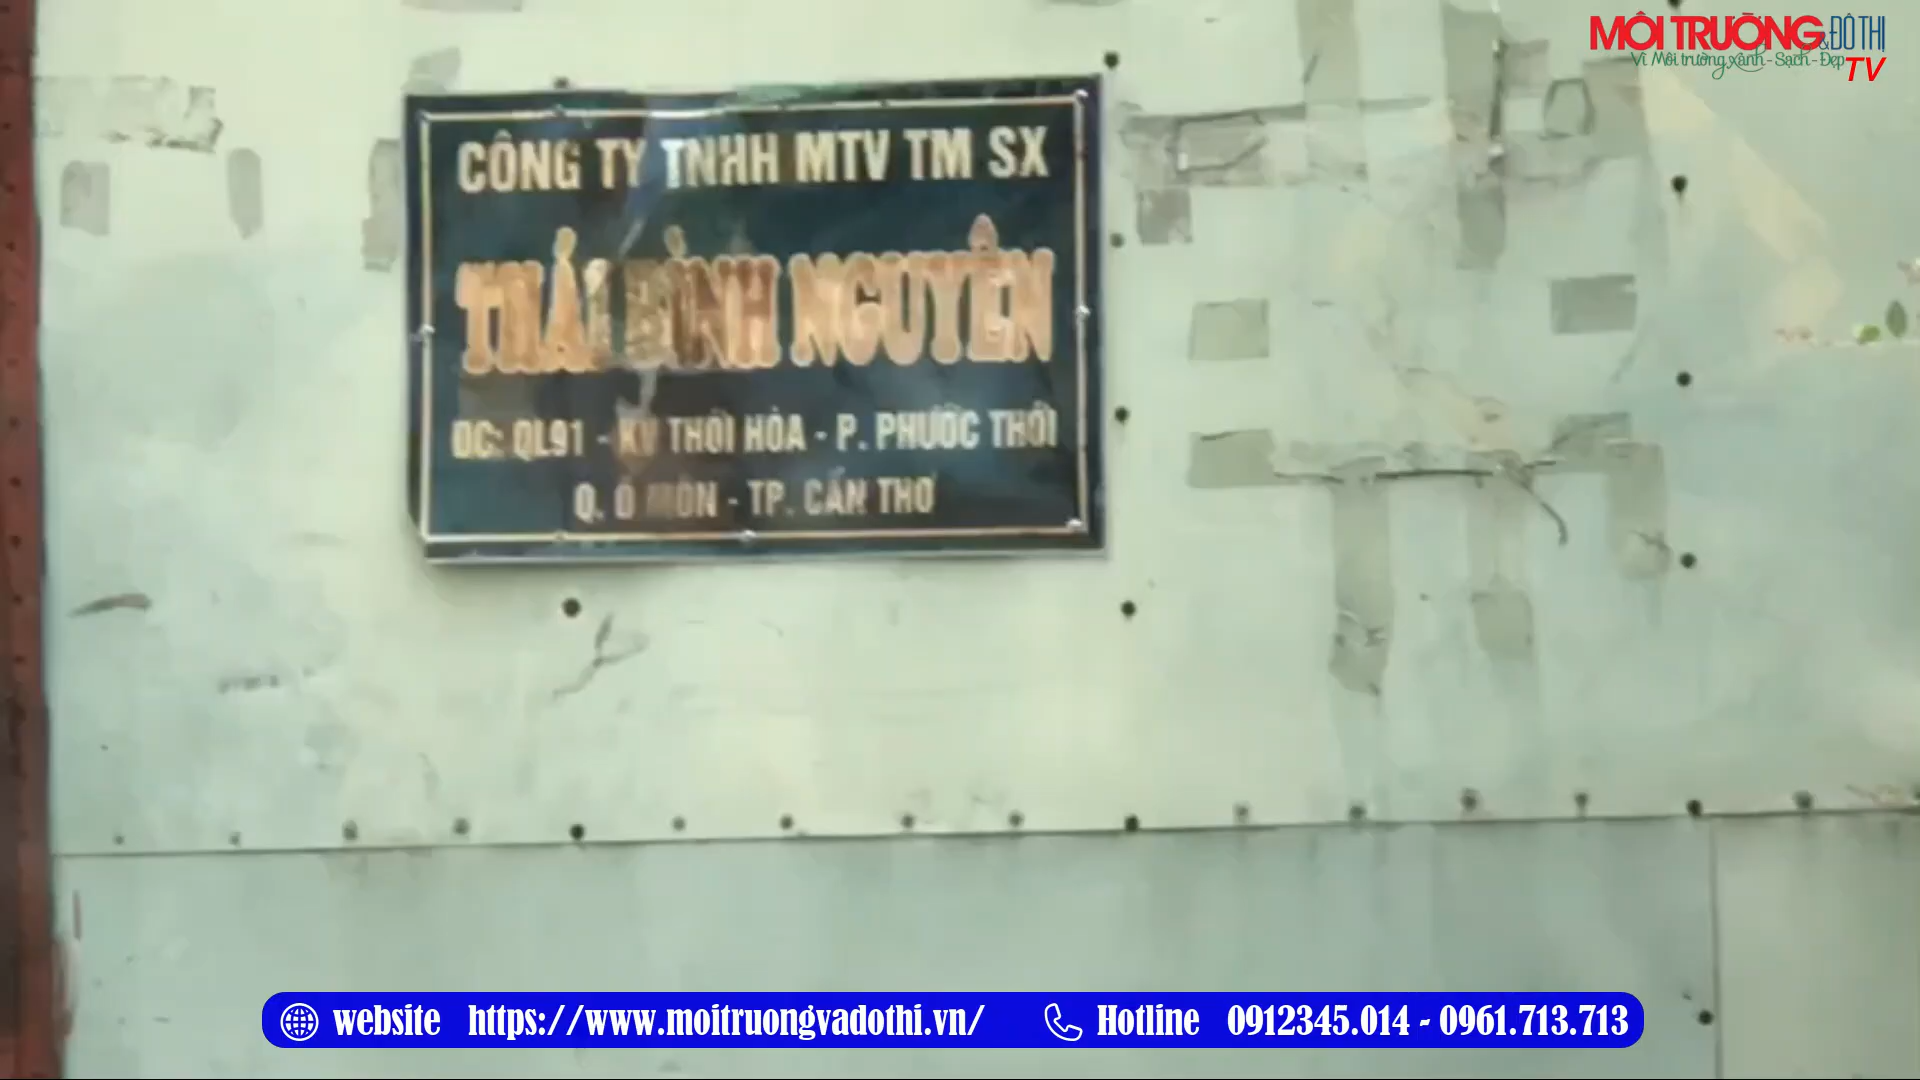 MÔI TRƯỜNG & ĐÔ THỊ
Vì Môi trường xanh - Sạch - Đẹp
TV
CÔNG TY TNHH MTV TM SX
THÁI BÌNH NGUYÊN
ĐC: QL91 - KV THỚI HÒA - P. PHƯỚC THỚI
Q. Ô MÔN - TP. CẦN THƠ
website https://www.moitruongvadothi.vn/ Hotline 0912345.014 - 0961.713.713